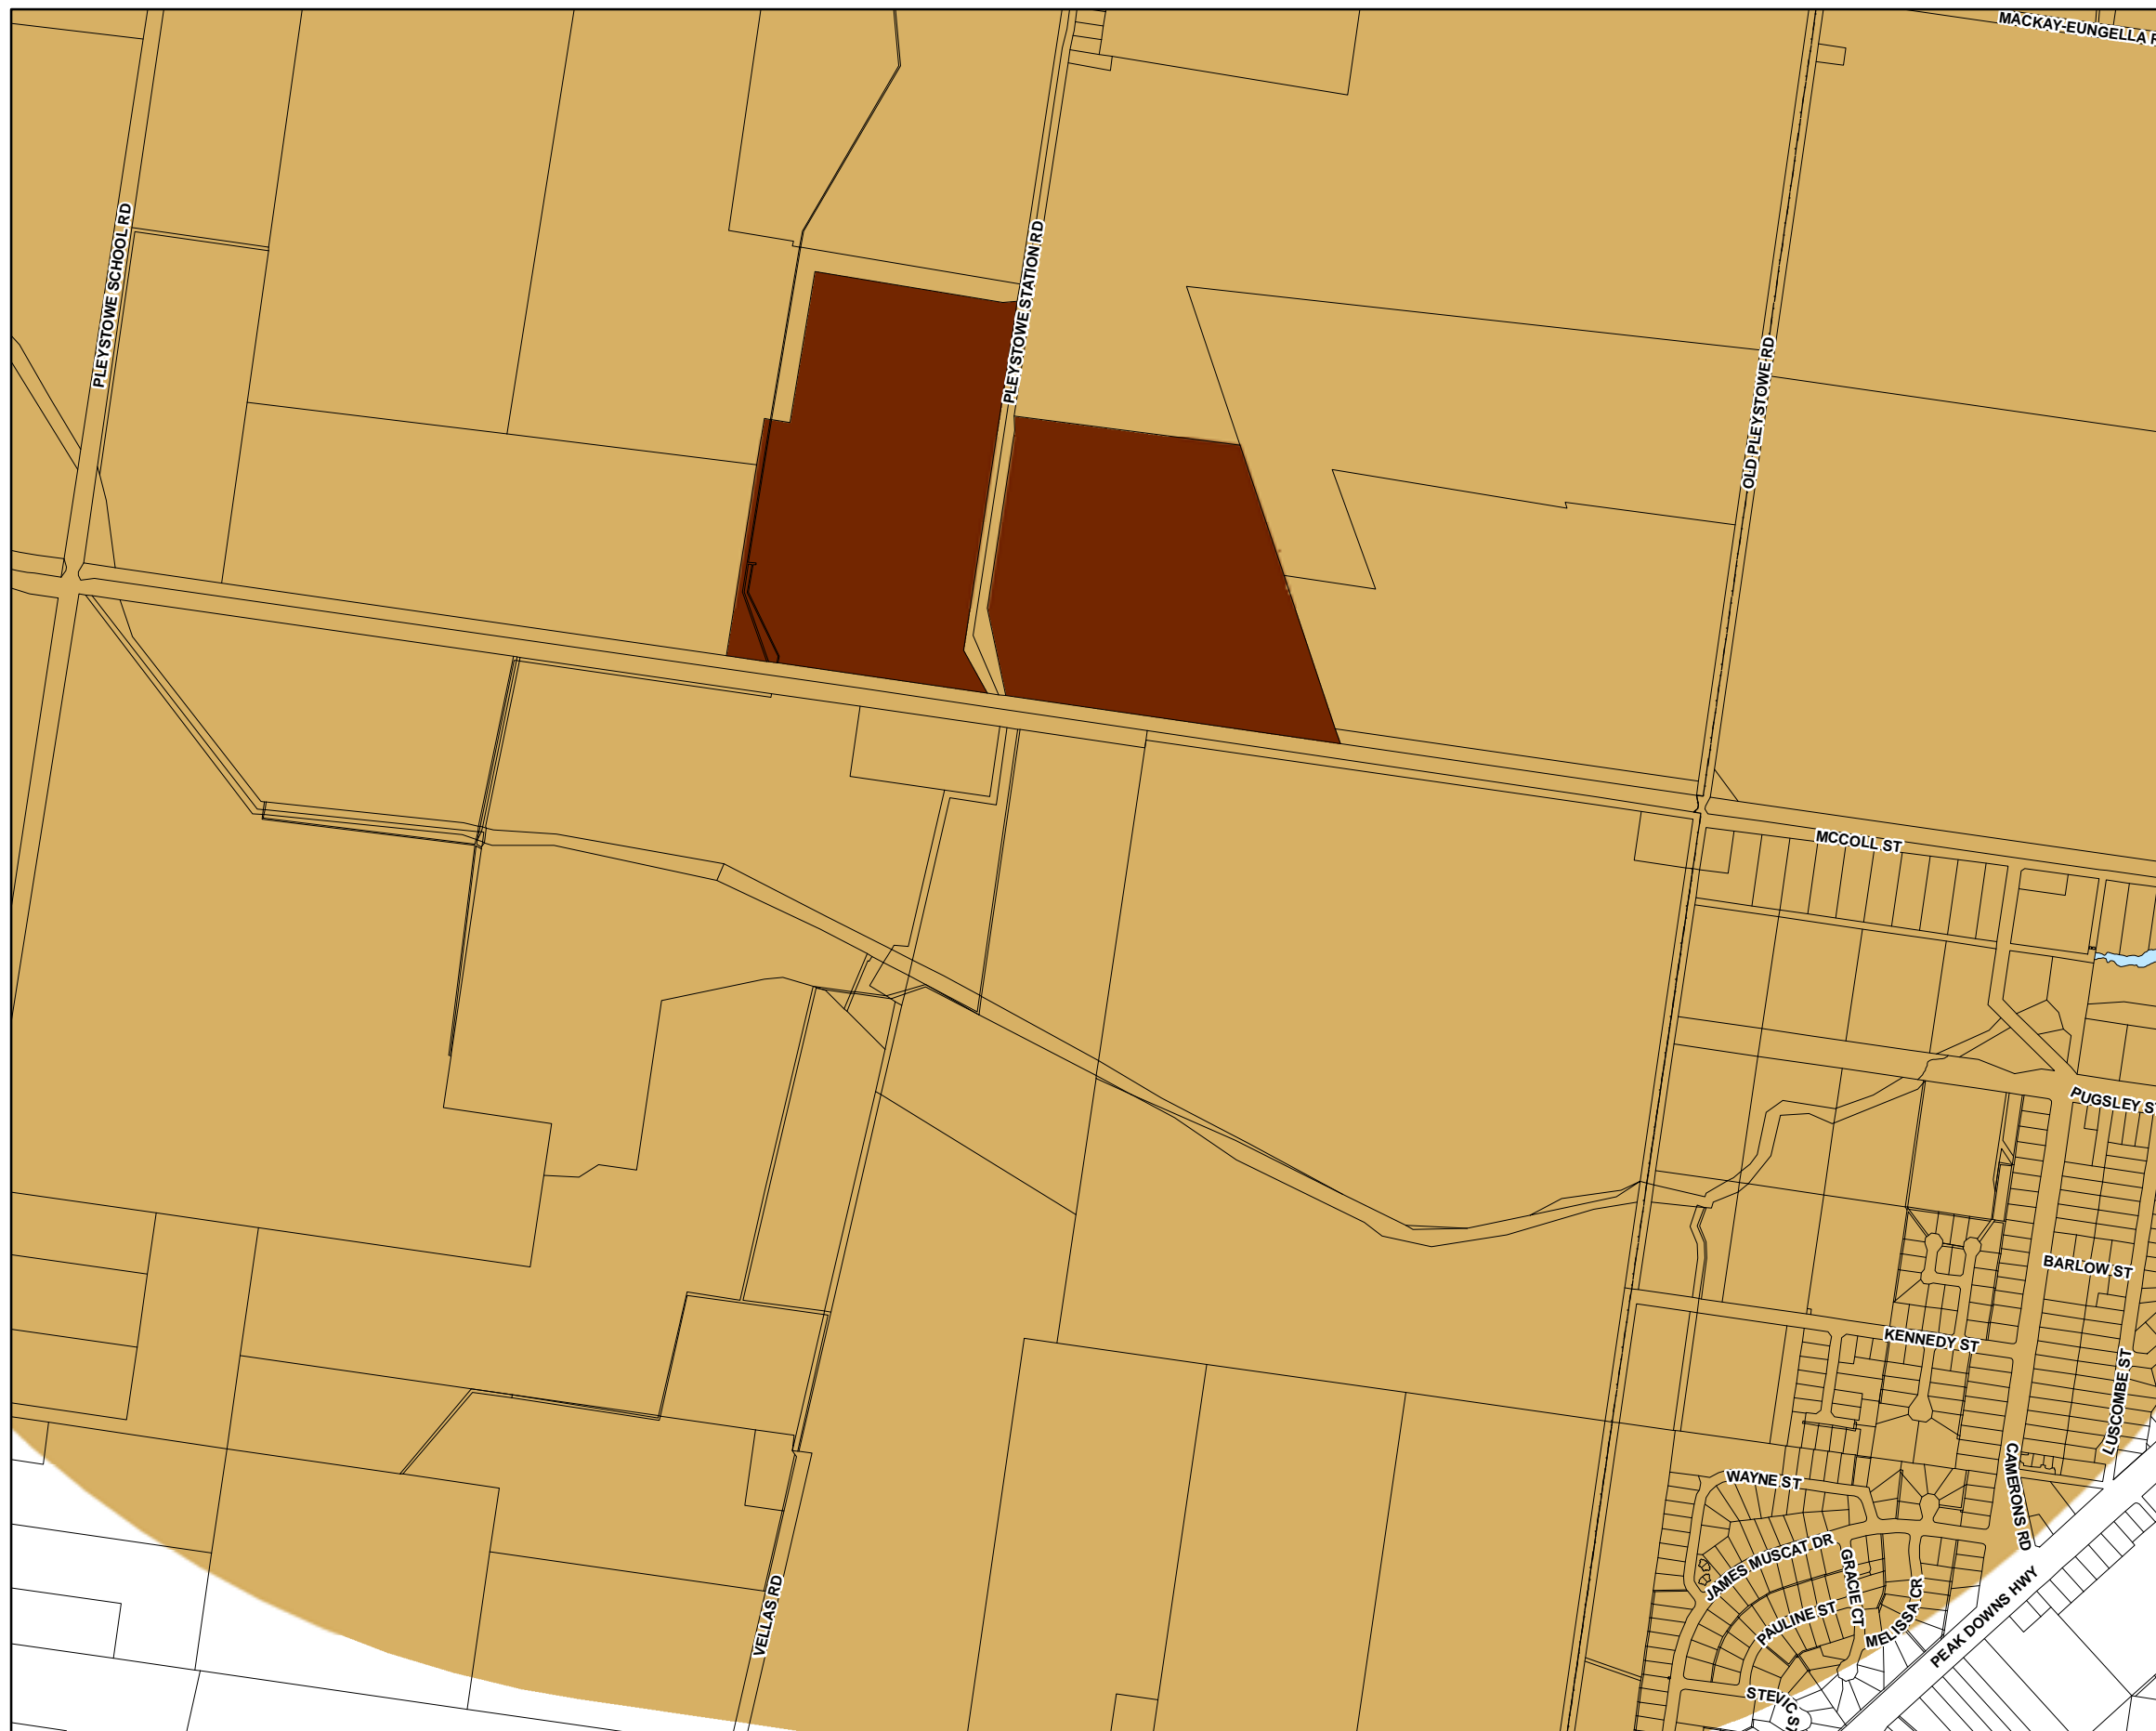 MACKAY-EUNGELLA R
PLEYSTOWE SCHOOL RD
PLEYSTOWE STATION RD
OLD PLEYSTOWE RD
MCCOLL ST
PUGSLEY ST
BARLOW ST
KENNEDY ST
LUSCOMBE ST
CAMERONS RD
WAYNE ST
JAMES MUSCAT DR
GRACIE CT
PAULINE ST
MELISSA CR
PEAK DOWNS HWY
VELLAS RD
STEVIC S